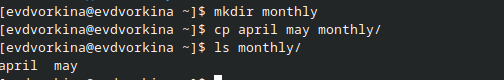 [evdvorkina@evdvorkina ~]$ mkdir monthly
[evdvorkina@evdvorkina ~]$ cp april may monthly/
[evdvorkina@evdvorkina ~]$ ls monthly/
april  may
[evdvorkina@evdvorkina ~]$